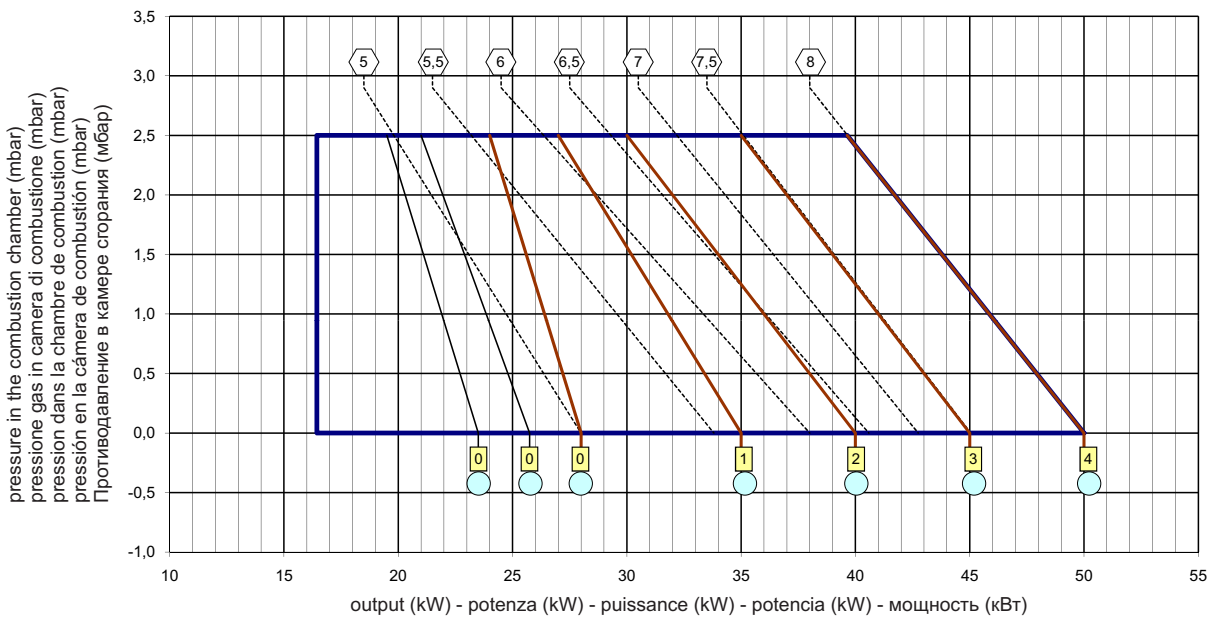 3,5
3,0
2,5
2,0
1,5
1,0
0,5
0,0
-0,5
-1,0
pressure in the combustion chamber (mbar)
pressione gas in camera di combustione (mbar)
pression dans la chambre de combustion (mbar)
presión en la cámera de combustión (mbar)
Противодавление в камере сгорания (мбар)
5 5,5 6 6,5 7 7,5 8
0 0 0 1 2 3 4
10 15 20 25 30 35 40 45 50 55
output (kW) - potenza (kW) - puissance (kW) - potencia (kW) - мощность (кВт)